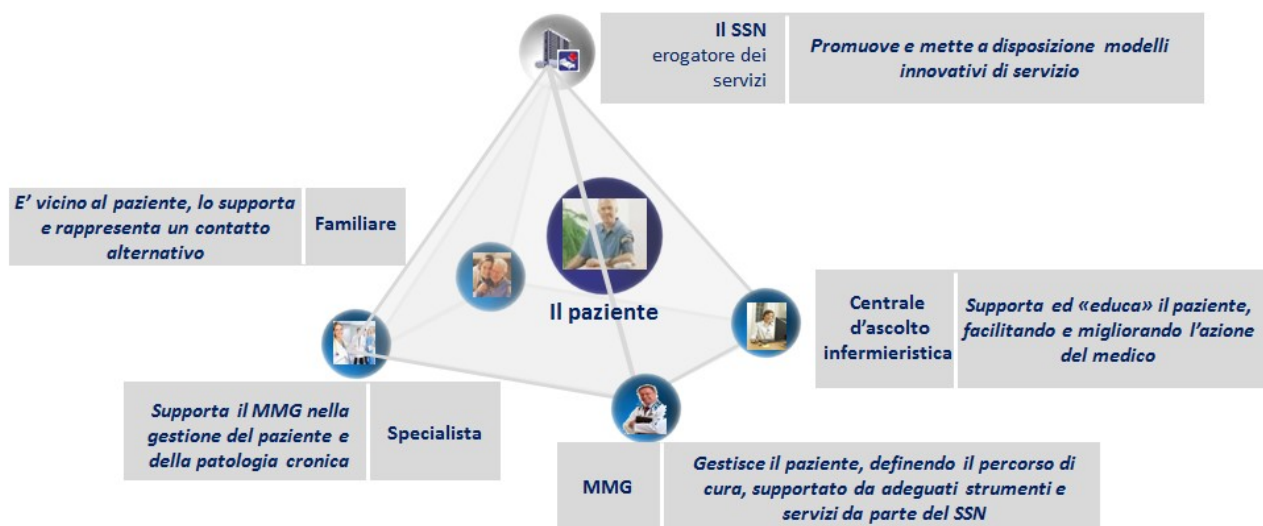 Il SSN
erogatore dei
servizi
Promuove e mette a disposizione modelli
innovativi di servizio
E’ vicino al paziente, lo supporta
e rappresenta un contatto
alternativo
Familiare
Il paziente
Centrale
d’ascolto
infermieristica
Supporta ed «educa» il paziente,
facilitando e migliorando l’azione
del medico
Supporta il MMG nella
gestione del paziente e
della patologia cronica
Specialista
MMG
Gestisce il paziente, definendo il percorso di
cura, supportato da adeguati strumenti e
servizi da parte del SSN